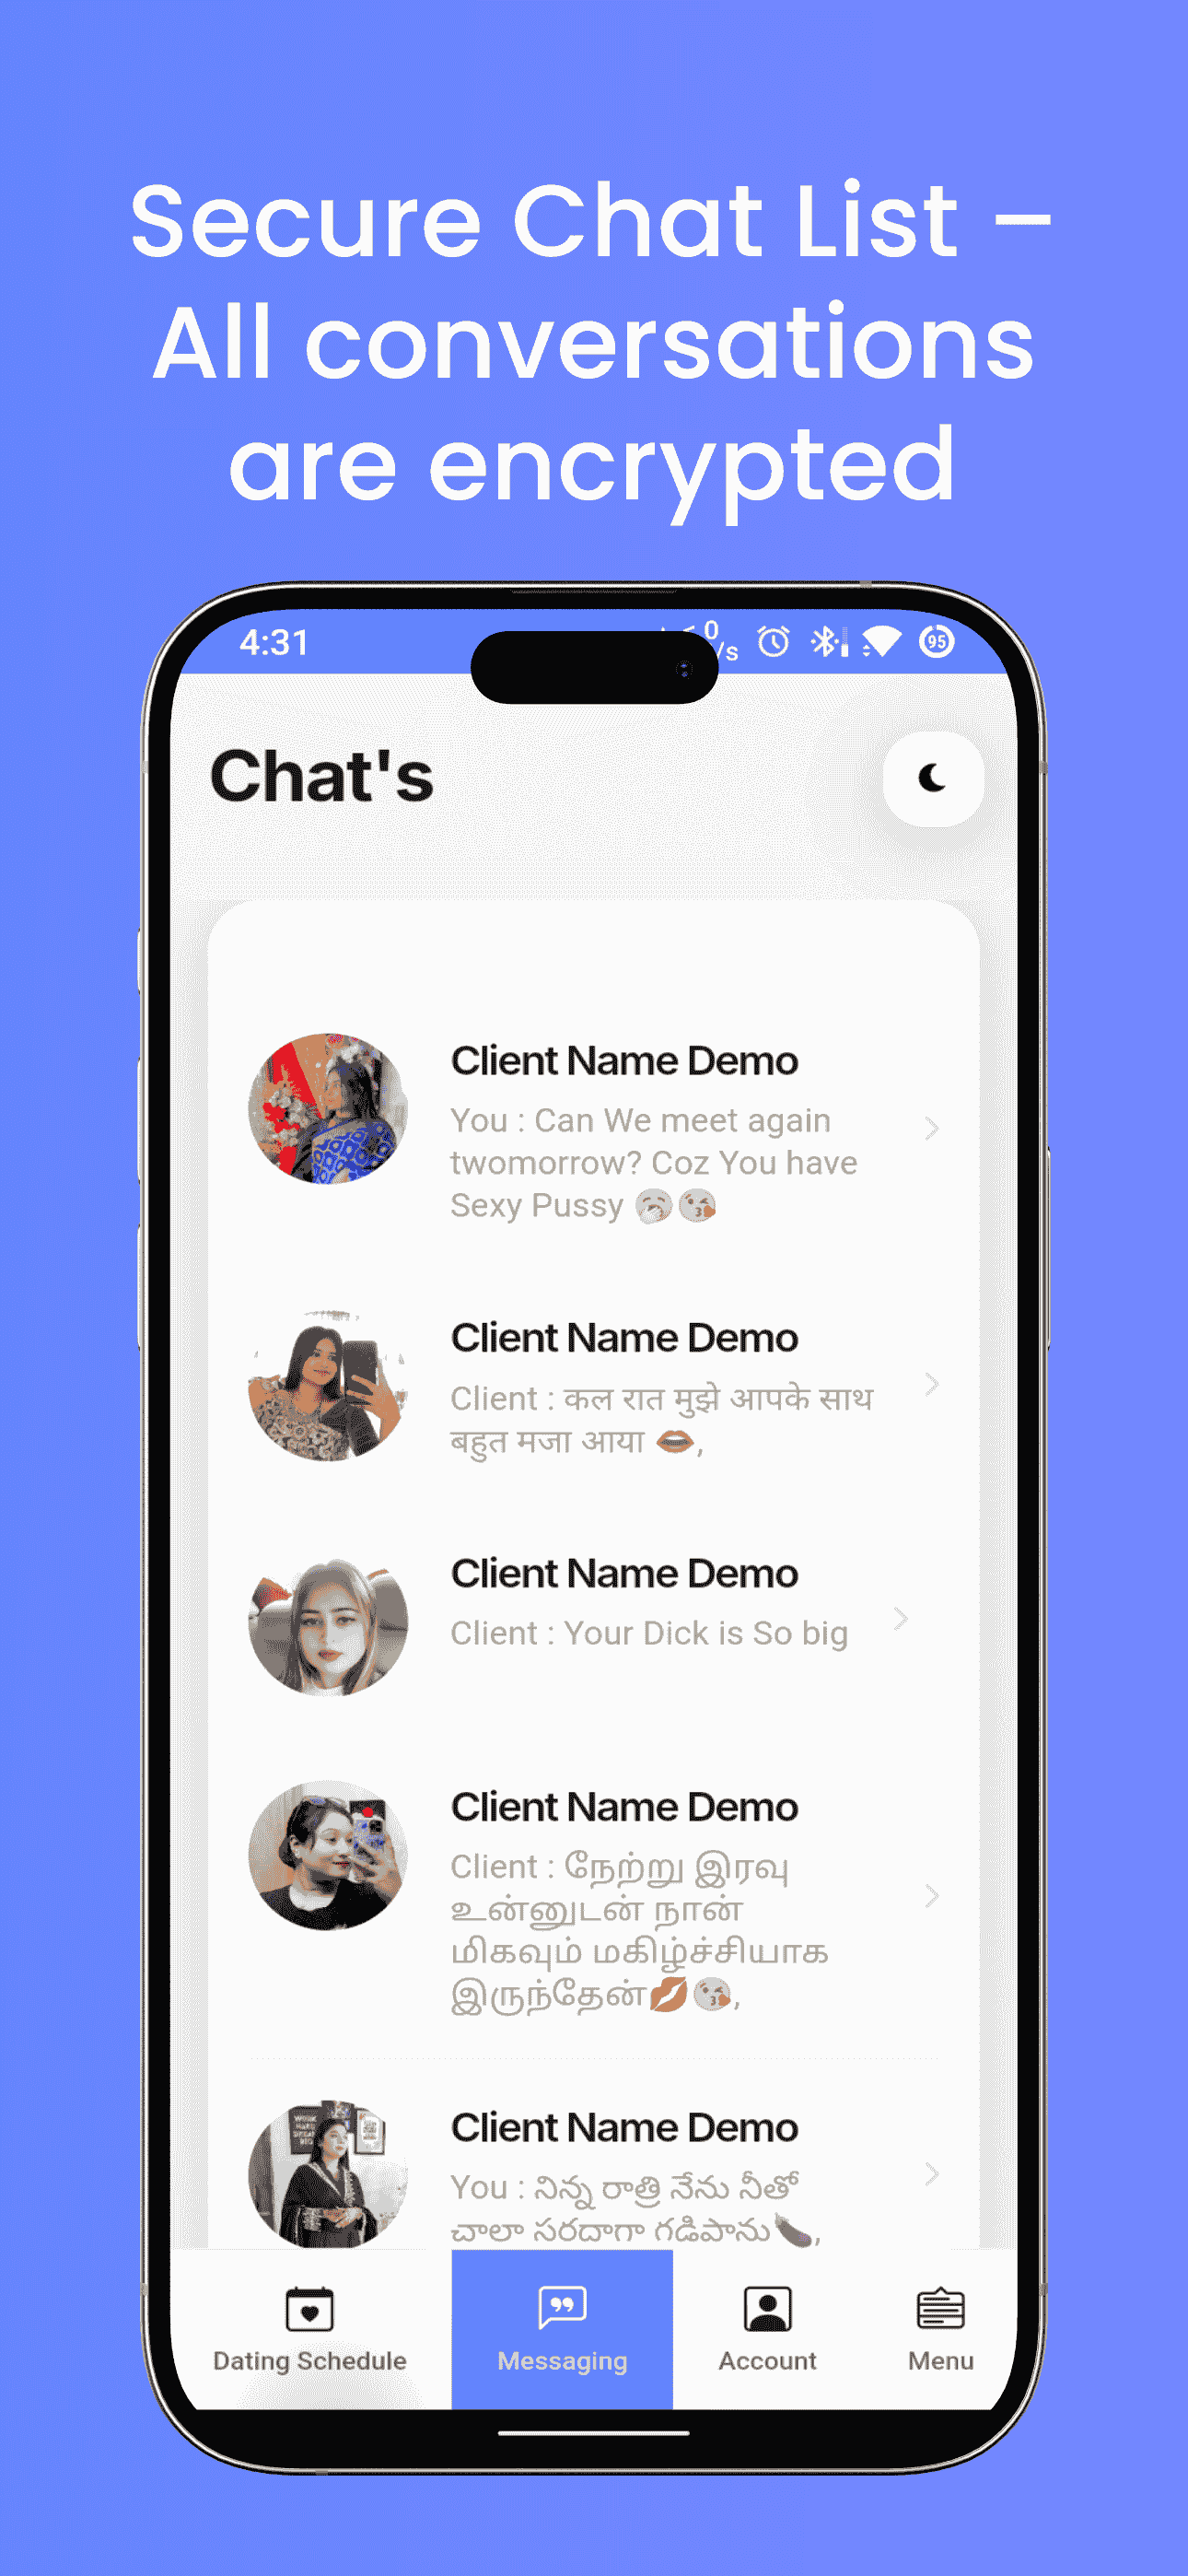 Secure Chat List –
All conversations
are encrypted
4:31
0
/s
95
Chat's
Client Name Demo
You : Can We meet again
twomorrow? Coz You have
Sexy Pussy 🥱😘
Client Name Demo
Client : कल रात मुझे आपके साथ
बहुत मजा आया 👄,
Client Name Demo
Client : Your Dick is So big
Client Name Demo
Client : நேற்று இரவு
உன்னுடன் நான்
மிகவும் மகிழ்ச்சியாக
இருந்தேன்💋😘,
Client Name Demo
You : నిన్న రాత్రి నేను నీతో
చాలా సరదాగా గడిపాను🍆,
Dating Schedule
Messaging
Account
Menu